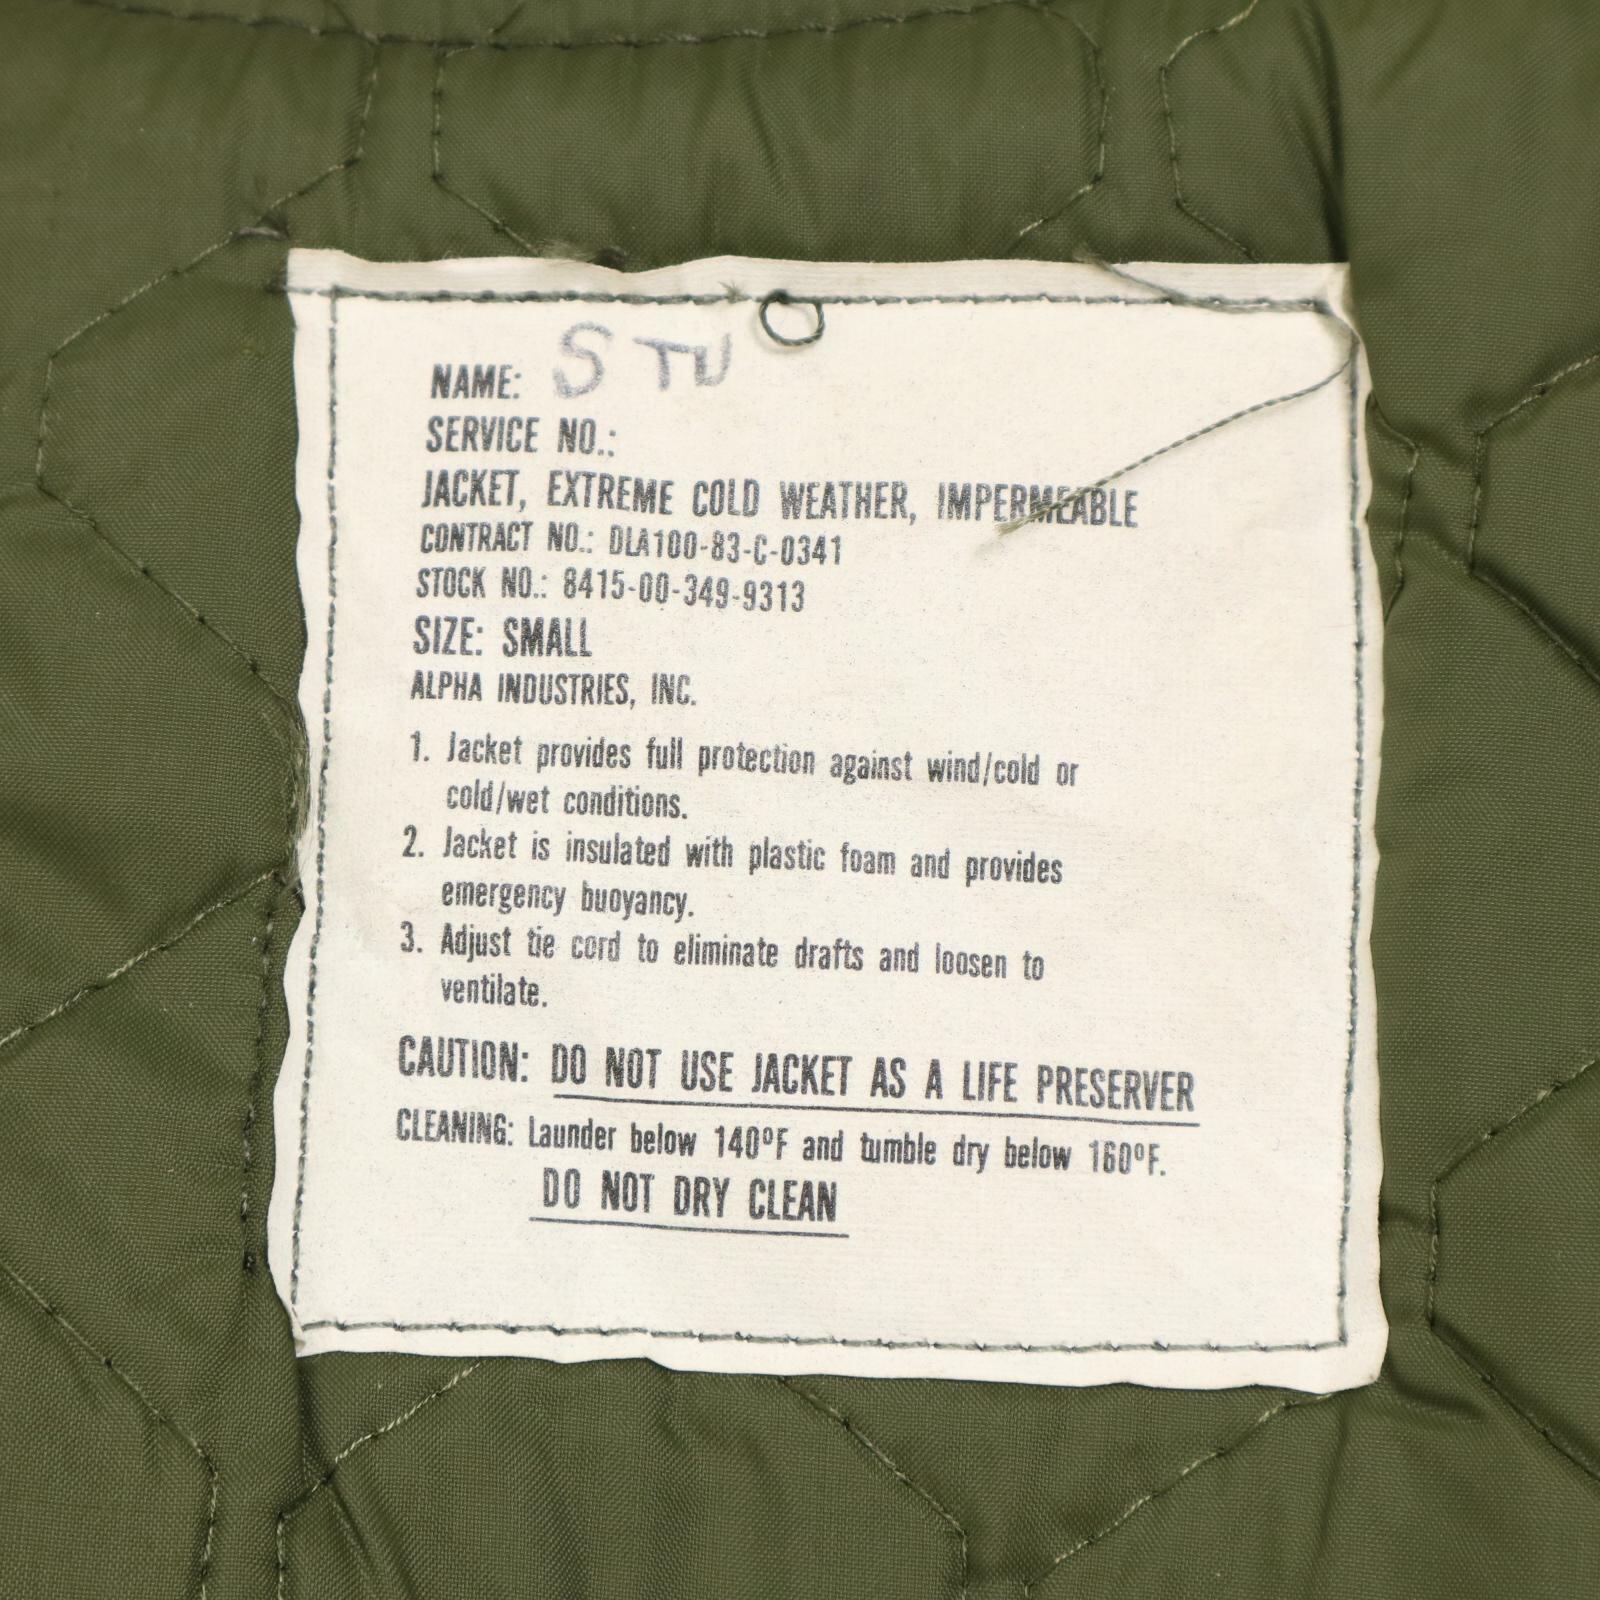 NAME: STU
SERVICE NO.:
JACKET, EXTREME COLD WEATHER, IMPERMEABLE
CONTRACT NO.: DLA100-83-C-0341
STOCK NO.: 8415-00-349-9313
SIZE: SMALL
ALPHA INDUSTRIES, INC.
1. Jacket provides full protection against wind/cold or
cold/wet conditions.
2. Jacket is insulated with plastic foam and provides
emergency buoyancy.
3. Adjust tie cord to eliminate drafts and loosen to
ventilate.
CAUTION: DO NOT USE JACKET AS A LIFE PRESERVER
CLEANING: Launder below 140ºF and tumble dry below 160ºF.
DO NOT DRY CLEAN